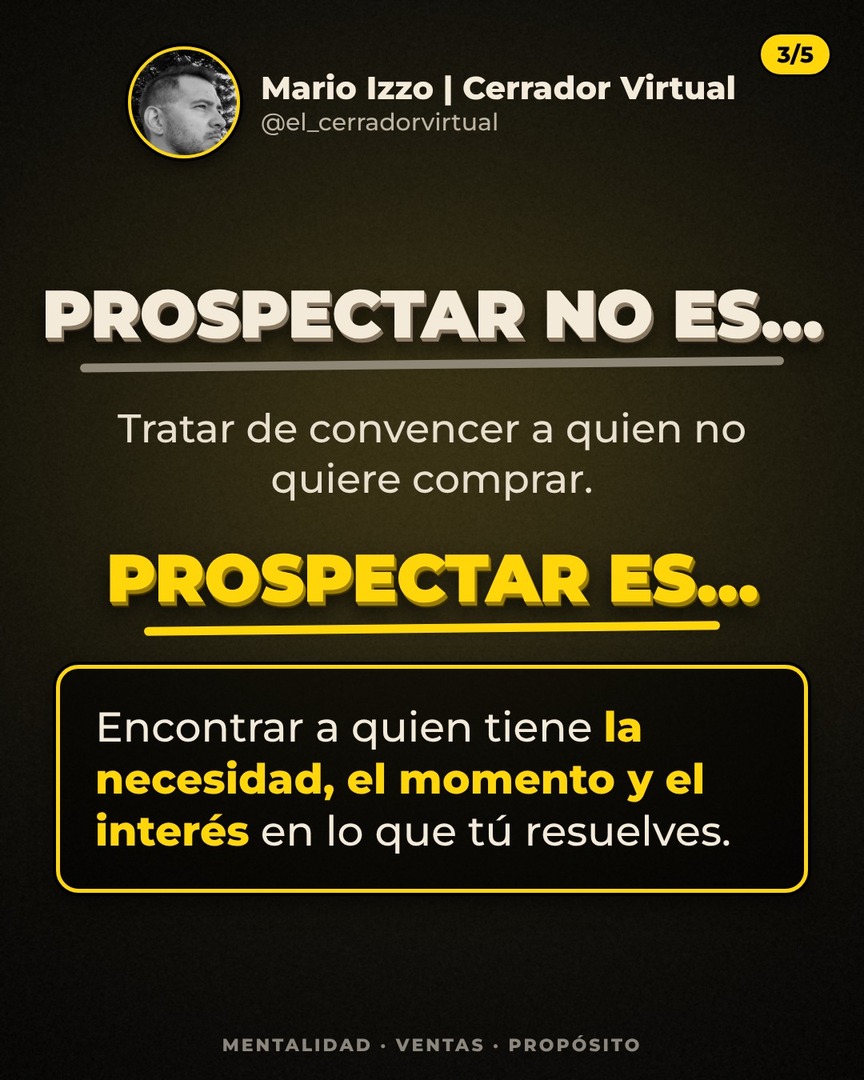 3/5
Mario Izzo | Cerrador Virtual
@el_cerradorvirtual
PROSPECTAR NO ES...
Tratar de convencer a quien no
quiere comprar.
PROSPECTAR ES...
Encontrar a quien tiene la
necesidad, el momento y el
interés en lo que tú resuelves.
MENTALIDAD · VENTAS · PROPÓSITO